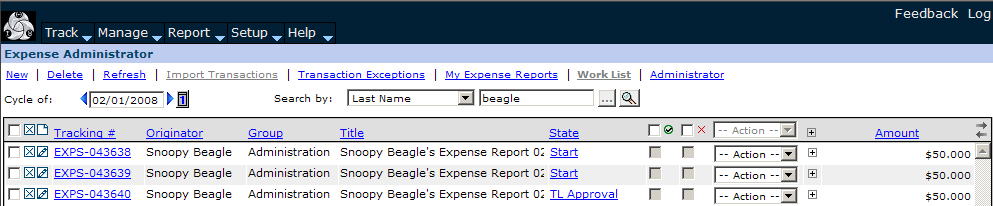 Feedback Log
Track Manage Report Setup Help
Expense Administrator
New | Delete | Refresh | Import Transactions | Transaction Exceptions | My Expense Reports | Work List | Administrator
Cycle of: 02/01/2008 1 Search by: Last Name beagle ...
Tracking # Originator Group Title State -- Action -- Amount
EXPS-043638 Snoopy Beagle Administration Snoopy Beagle's Expense Report 02 Start -- Action -- $50.000
EXPS-043639 Snoopy Beagle Administration Snoopy Beagle's Expense Report 02 Start -- Action -- $50.000
EXPS-043640 Snoopy Beagle Administration Snoopy Beagle's Expense Report 02 TL Approval -- Action -- $50.000